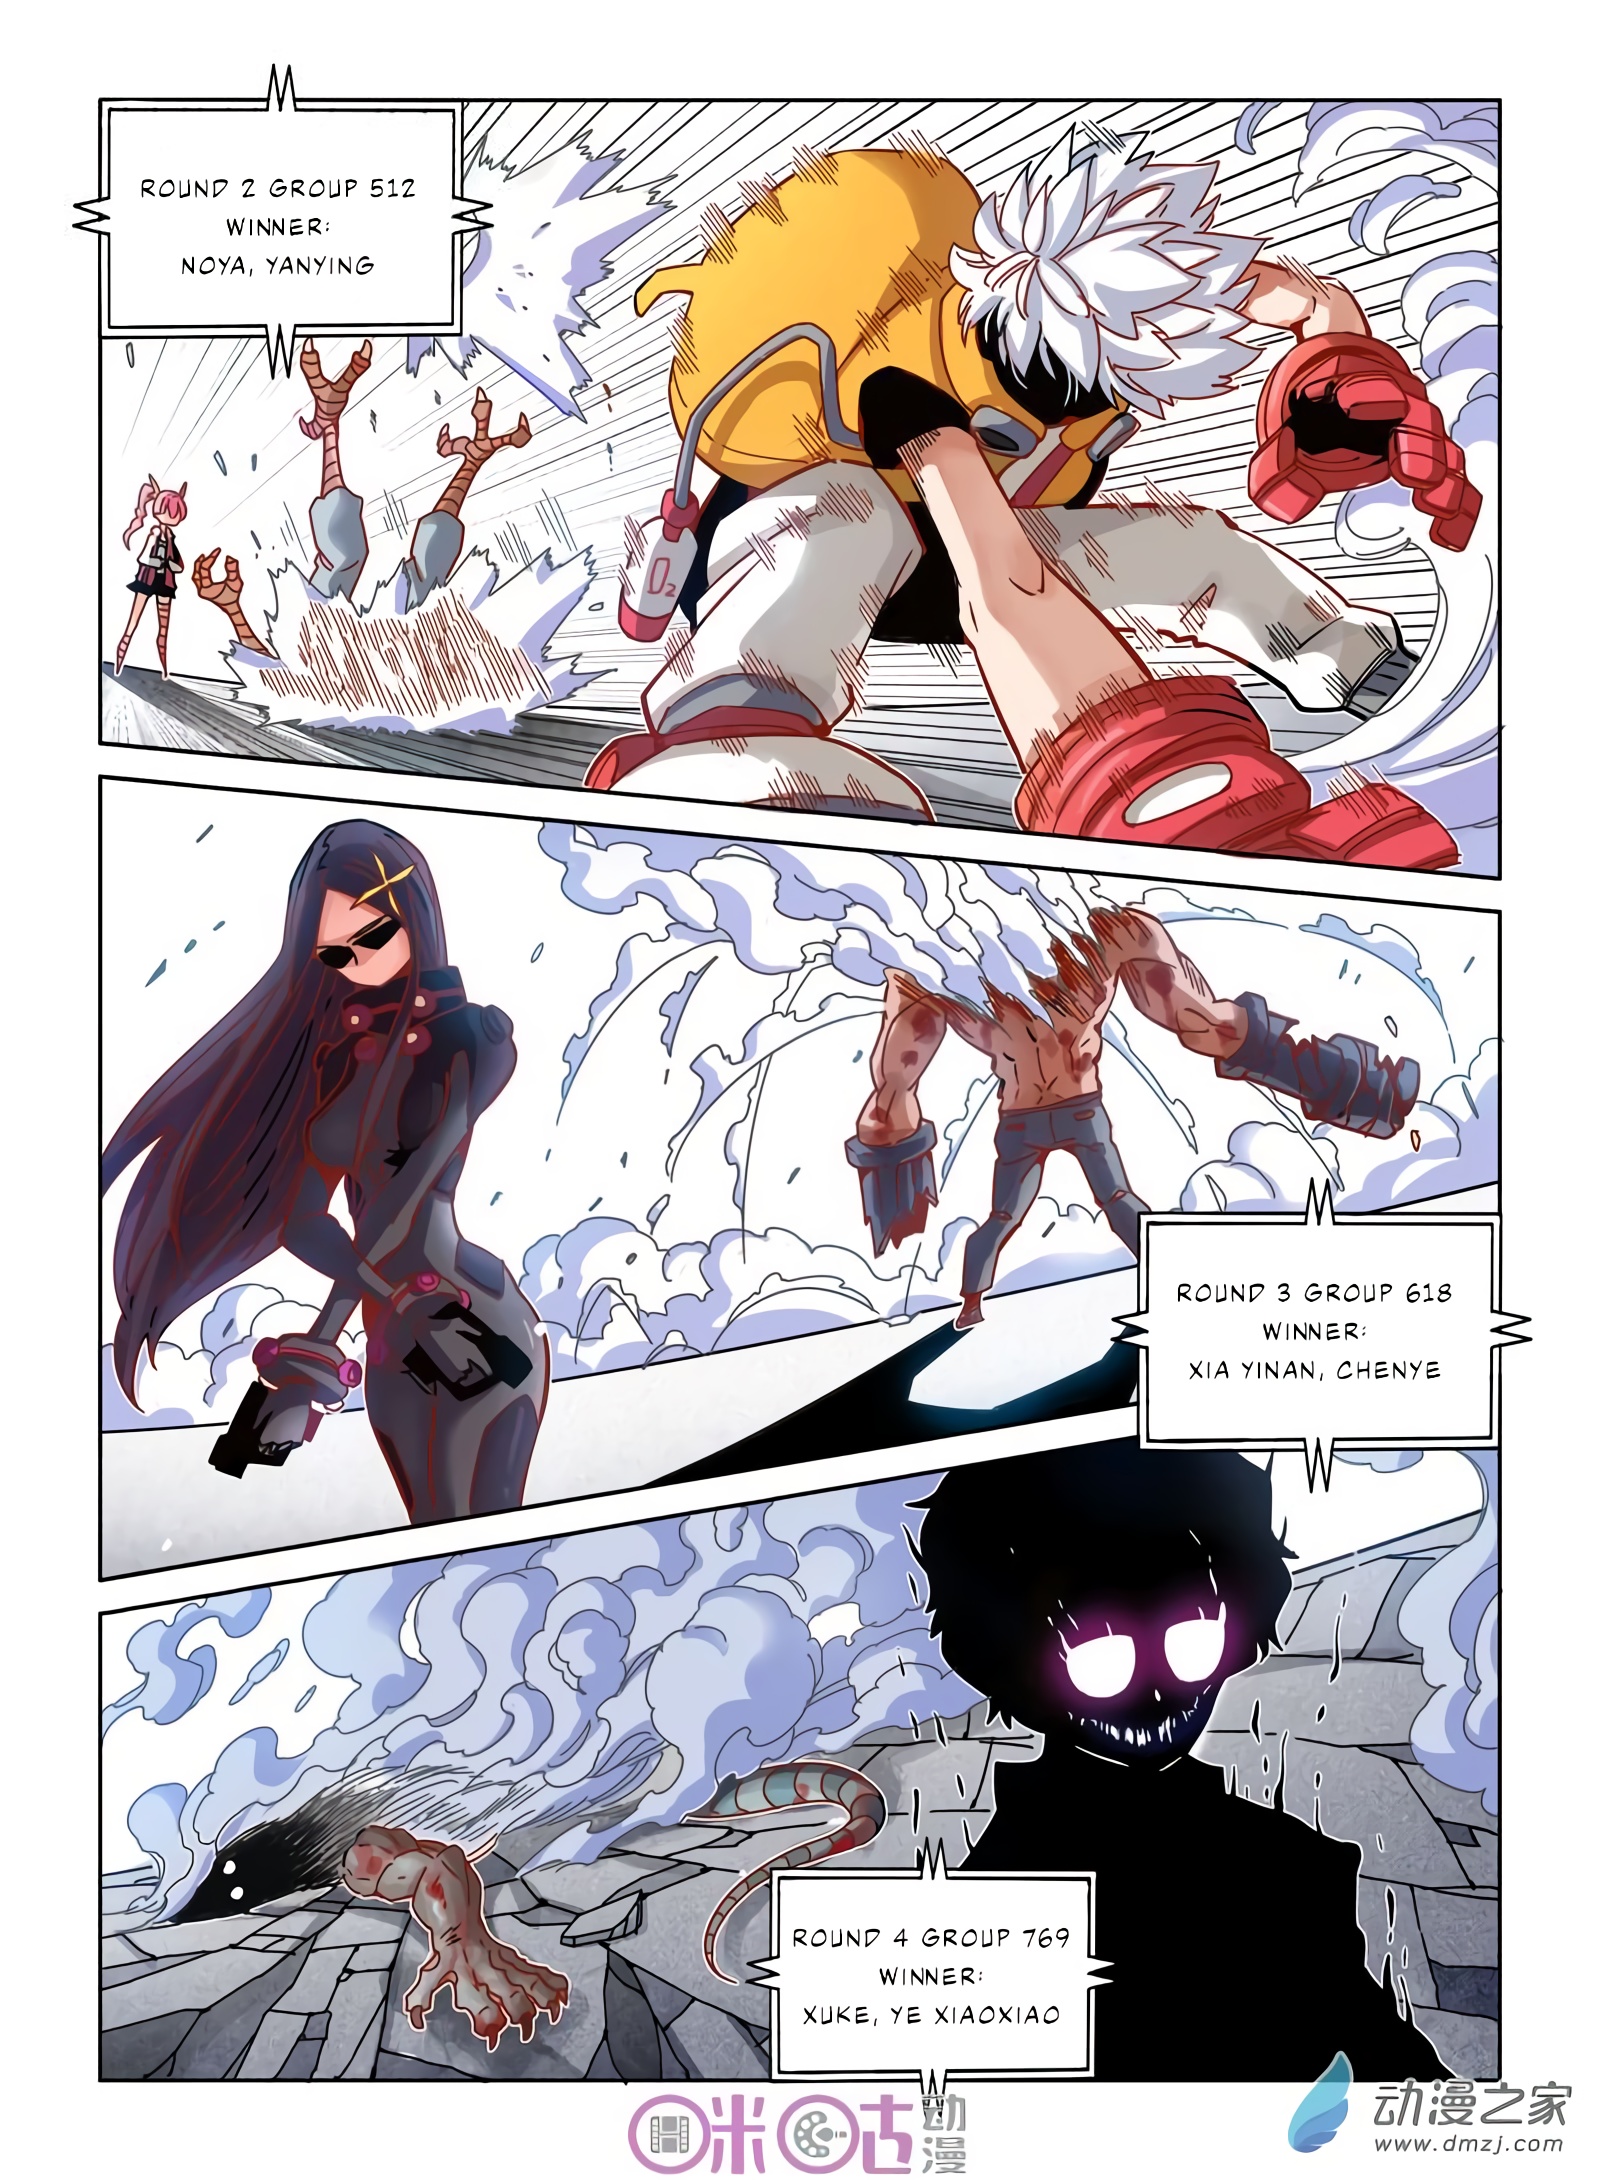 ROUND 2 GROUP 512
WINNER:
NOYA, YANYING
D2
ROUND 3 GROUP 618
WINNER:
XIA YINAN, CHENYE
ROUND 4 GROUP 769
WINNER:
XUKE, YE XIAOXIAO
咪咕动漫
动漫之家
www.dmzj.com